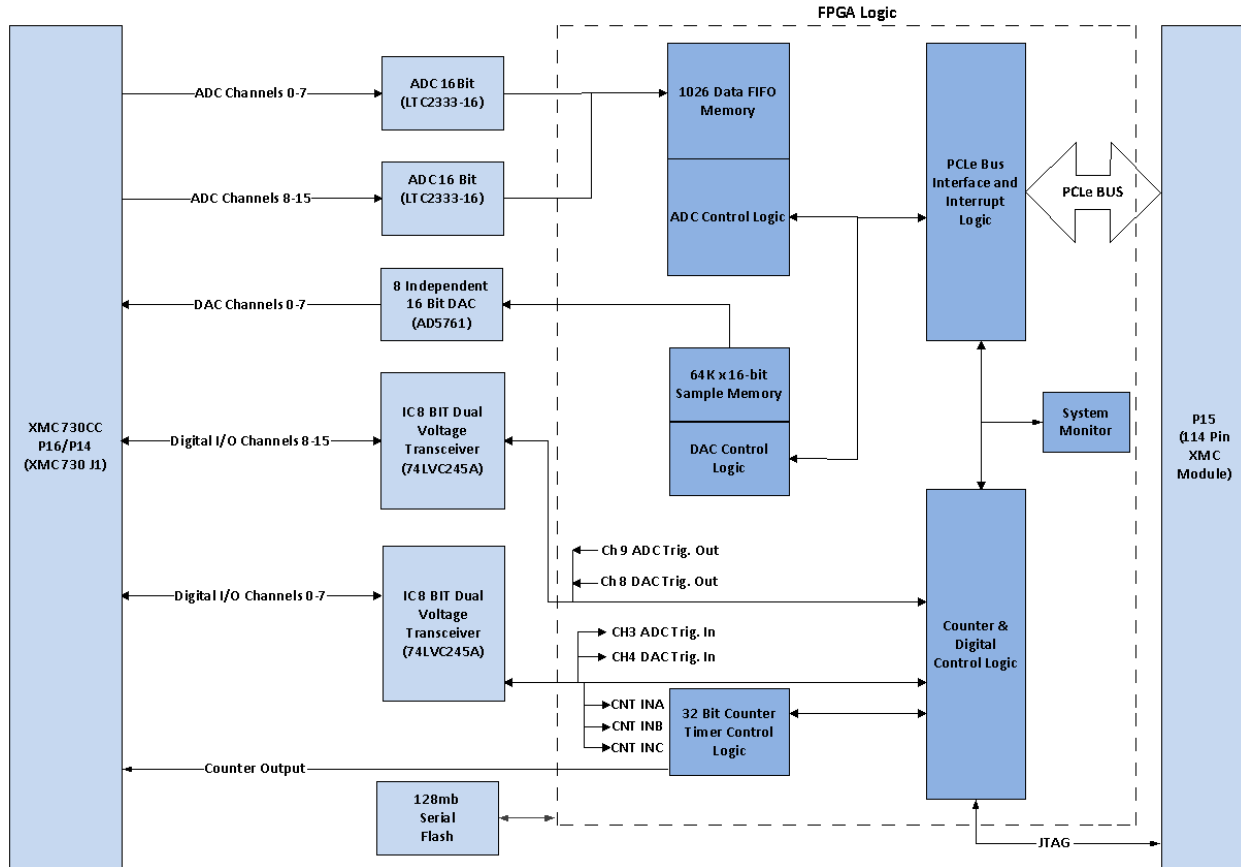 FPGA Logic
ADC Channels 0-7
ADC 16Bit
(LTC2333-16)
1026 Data FIFO
Memory
ADC Control Logic
ADC Channels 8-15
ADC 16 Bit
(LTC2333-16)
PCLe Bus
Interface and
Interrupt
Logic
PCLe BUS
DAC Channels 0-7
8 Independent
16 Bit DAC
(AD5761)
64K x 16-bit
Sample Memory
DAC Control
Logic
XMC730CC
P16/P14
(XMC730 J1)
Digital I/O Channels 8-15
IC 8 BIT Dual
Voltage
Transceiver
(74LVC245A)
System
Monitor
P15
(114 Pin
XMC
Module)
Ch 9 ADC Trig. Out
Ch 8 DAC Trig. Out
Digital I/O Channels 0-7
IC 8 BIT Dual
Voltage
Transceiver
(74LVC245A)
CH3 ADC Trig. In
CH4 DAC Trig. In
Counter &
Digital
Control Logic
CNT INA
CNT INB
CNT INC
32 Bit Counter
Timer Control
Logic
Counter Output
128mb
Serial
Flash
JTAG